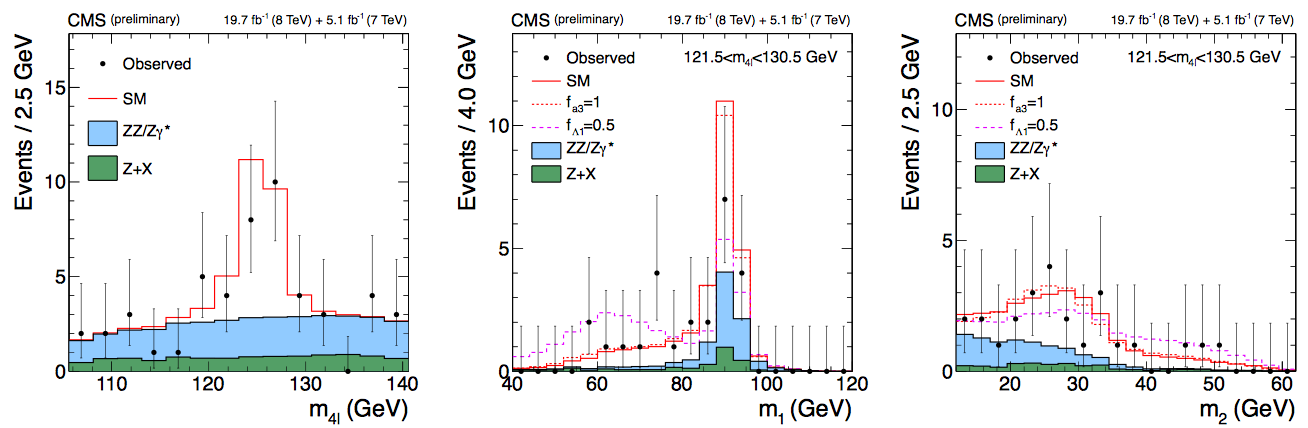 CMS (preliminary) 19.7 fb⁻¹ (8 TeV) + 5.1 fb⁻¹ (7 TeV)
Events / 2.5 GeV
15
10
5
0
Observed
SM
ZZ/Zγ*
Z+X
110 120 130 140
m₄ₗ (GeV)
CMS (preliminary) 19.7 fb⁻¹ (8 TeV) + 5.1 fb⁻¹ (7 TeV)
Events / 4.0 GeV
10
5
0
Observed 121.5<m₄ₗ<130.5 GeV
SM
fₐ₃=1
f_Λ1=0.5
ZZ/Zγ*
Z+X
40 60 80 100 120
m₁ (GeV)
CMS (preliminary) 19.7 fb⁻¹ (8 TeV) + 5.1 fb⁻¹ (7 TeV)
Events / 2.5 GeV
10
5
0
Observed 121.5<m₄ₗ<130.5 GeV
SM
fₐ₃=1
f_Λ1=0.5
ZZ/Zγ*
Z+X
20 30 40 50 60
m₂ (GeV)